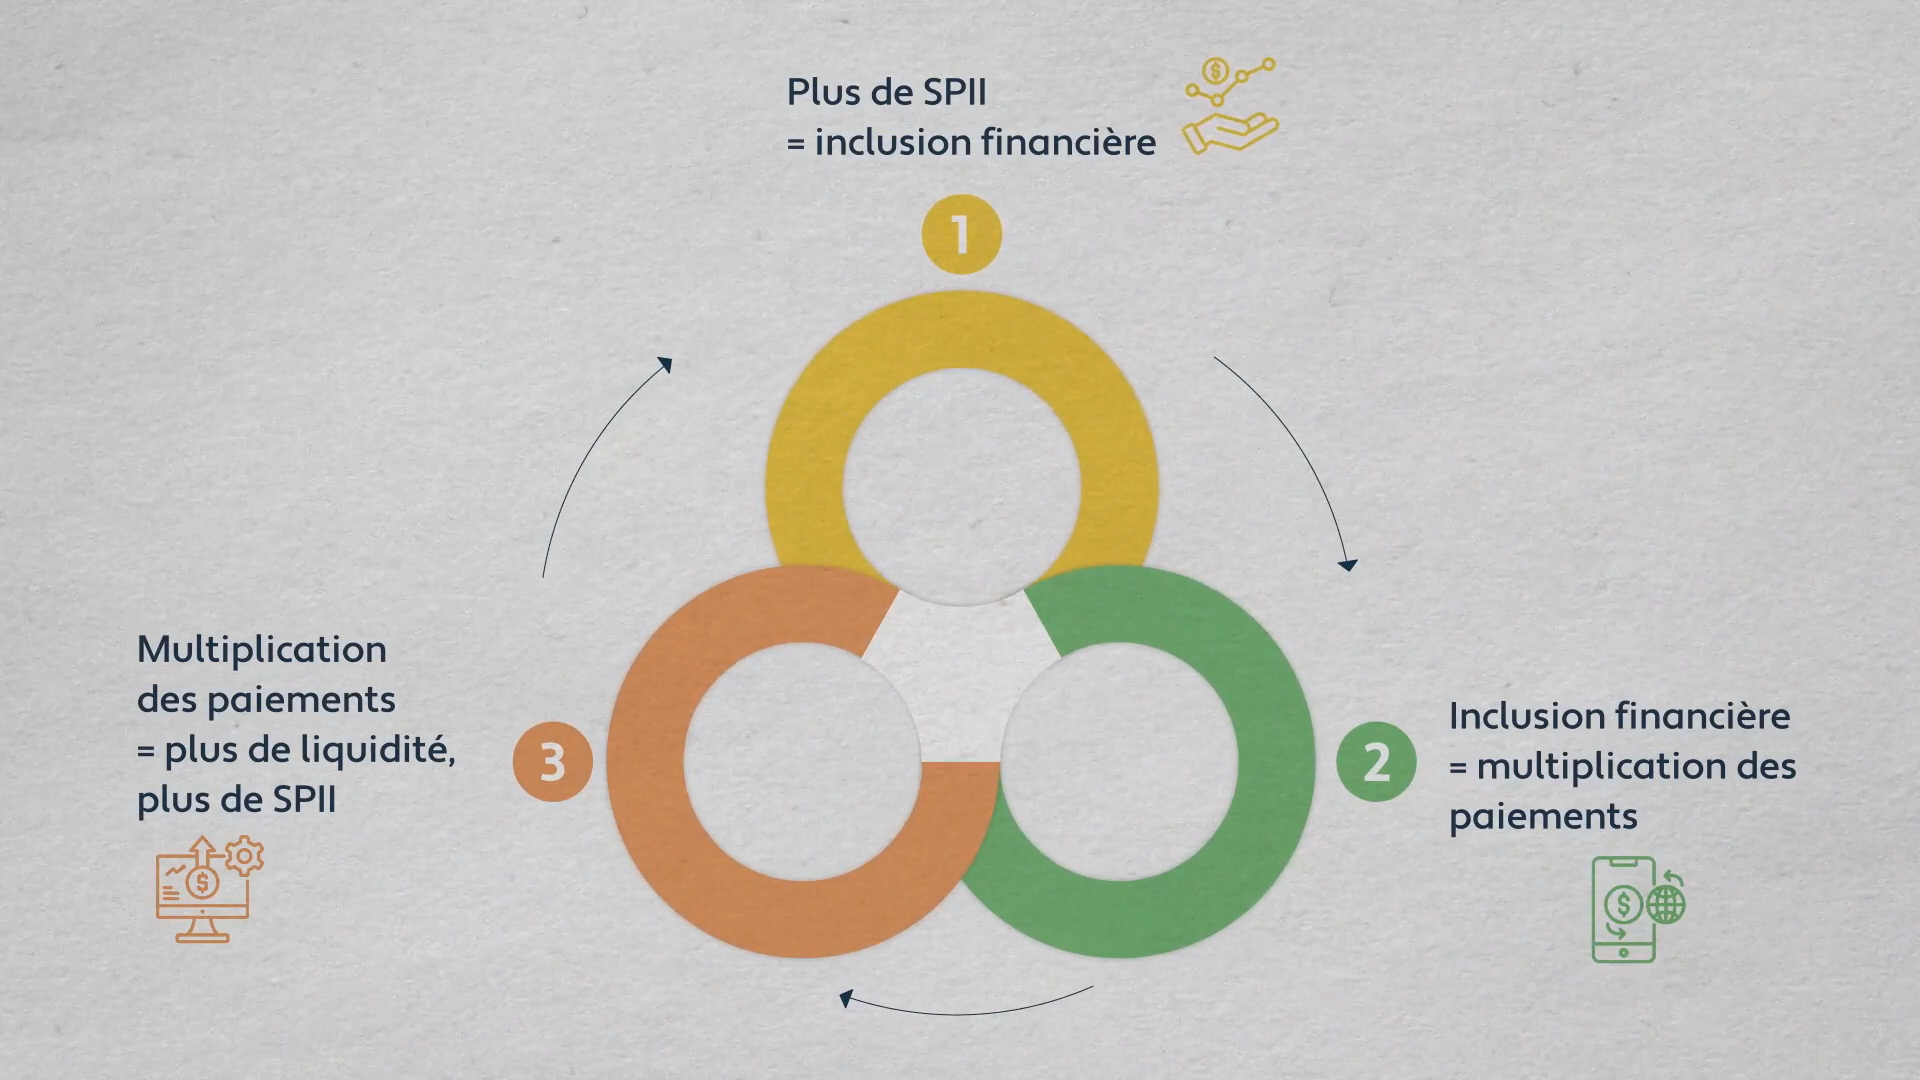 Plus de SPII
= inclusion financière
1
Inclusion financière
= multiplication des
paiements
2
Multiplication
des paiements
= plus de liquidité,
plus de SPII
3
$
$
$